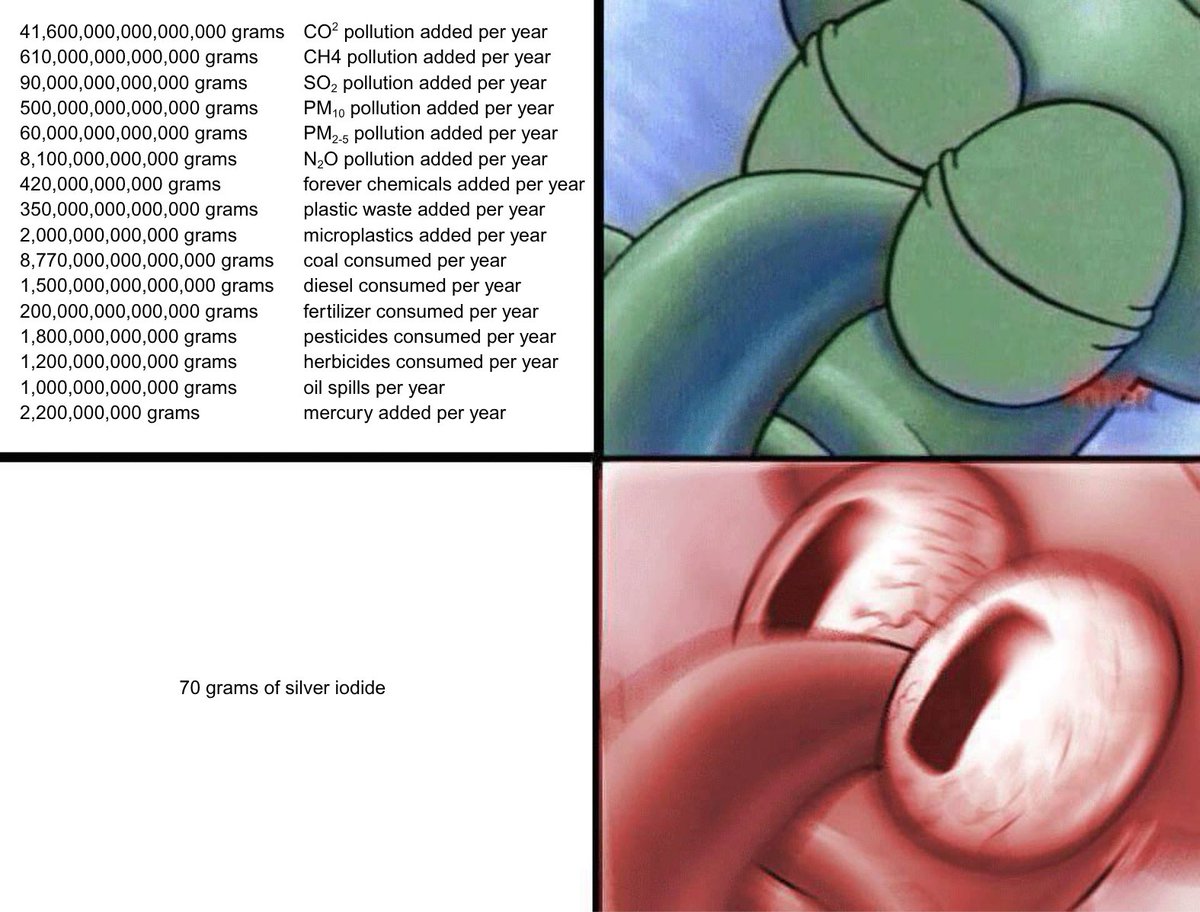 41,600,000,000,000,000 grams CO² pollution added per year
610,000,000,000,000 grams CH4 pollution added per year
90,000,000,000,000 grams SO₂ pollution added per year
500,000,000,000,000 grams PM₁₀ pollution added per year
60,000,000,000,000 grams PM₂₋₅ pollution added per year
8,100,000,000,000 grams N₂O pollution added per year
420,000,000,000 grams forever chemicals added per year
350,000,000,000,000 grams plastic waste added per year
2,000,000,000,000 grams microplastics added per year
8,770,000,000,000,000 grams coal consumed per year
1,500,000,000,000,000 grams diesel consumed per year
200,000,000,000,000 grams fertilizer consumed per year
1,800,000,000,000 grams pesticides consumed per year
1,200,000,000,000 grams herbicides consumed per year
1,000,000,000,000 grams oil spills per year
2,200,000,000 grams mercury added per year
70 grams of silver iodide